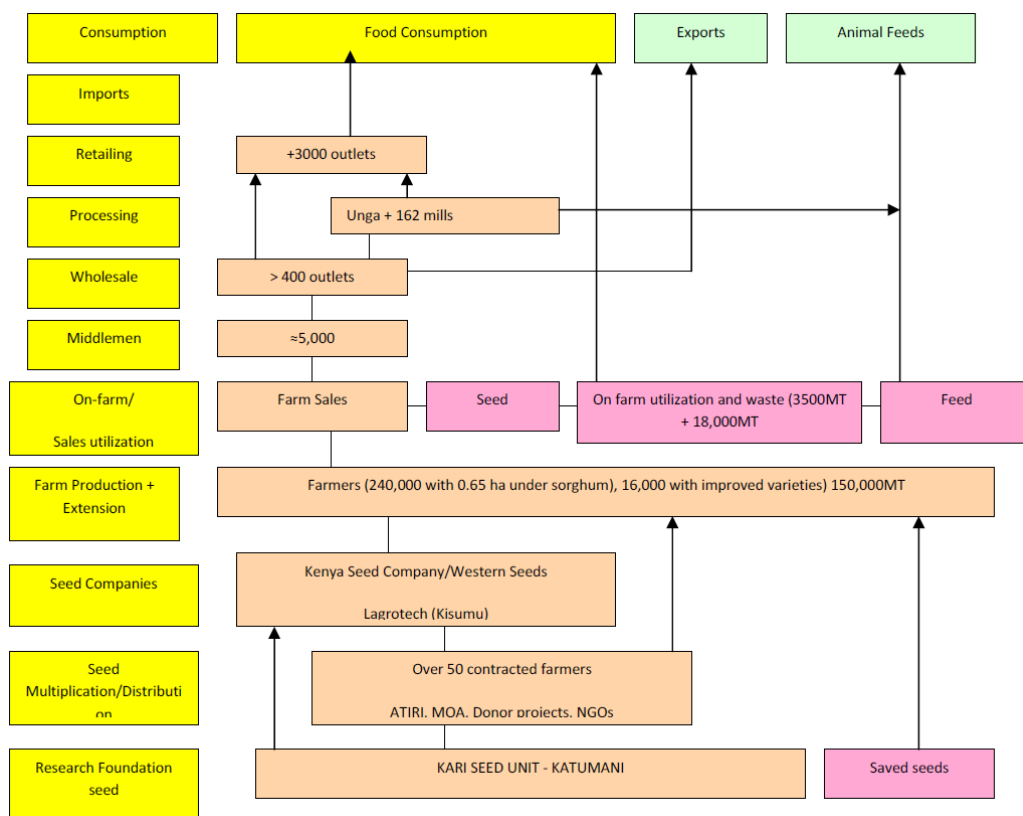 Consumption
Food Consumption
Exports
Animal Feeds
Imports
Retailing
+3000 outlets
Processing
Unga + 162 mills
Wholesale
> 400 outlets
Middlemen
≈5,000
On-farm/
Sales utilization
Farm Sales
Seed
On farm utilization and waste (3500MT
+ 18,000MT
Feed
Farm Production +
Extension
Farmers (240,000 with 0.65 ha under sorghum), 16,000 with improved varieties) 150,000MT
Seed Companies
Kenya Seed Company/Western Seeds
Lagrotech (Kisumu)
Seed
Multiplication/Distributi
on
Over 50 contracted farmers
ATIRI, MOA, Donor projects, NGOs
Research Foundation
seed
KARI SEED UNIT - KATUMANI
Saved seeds